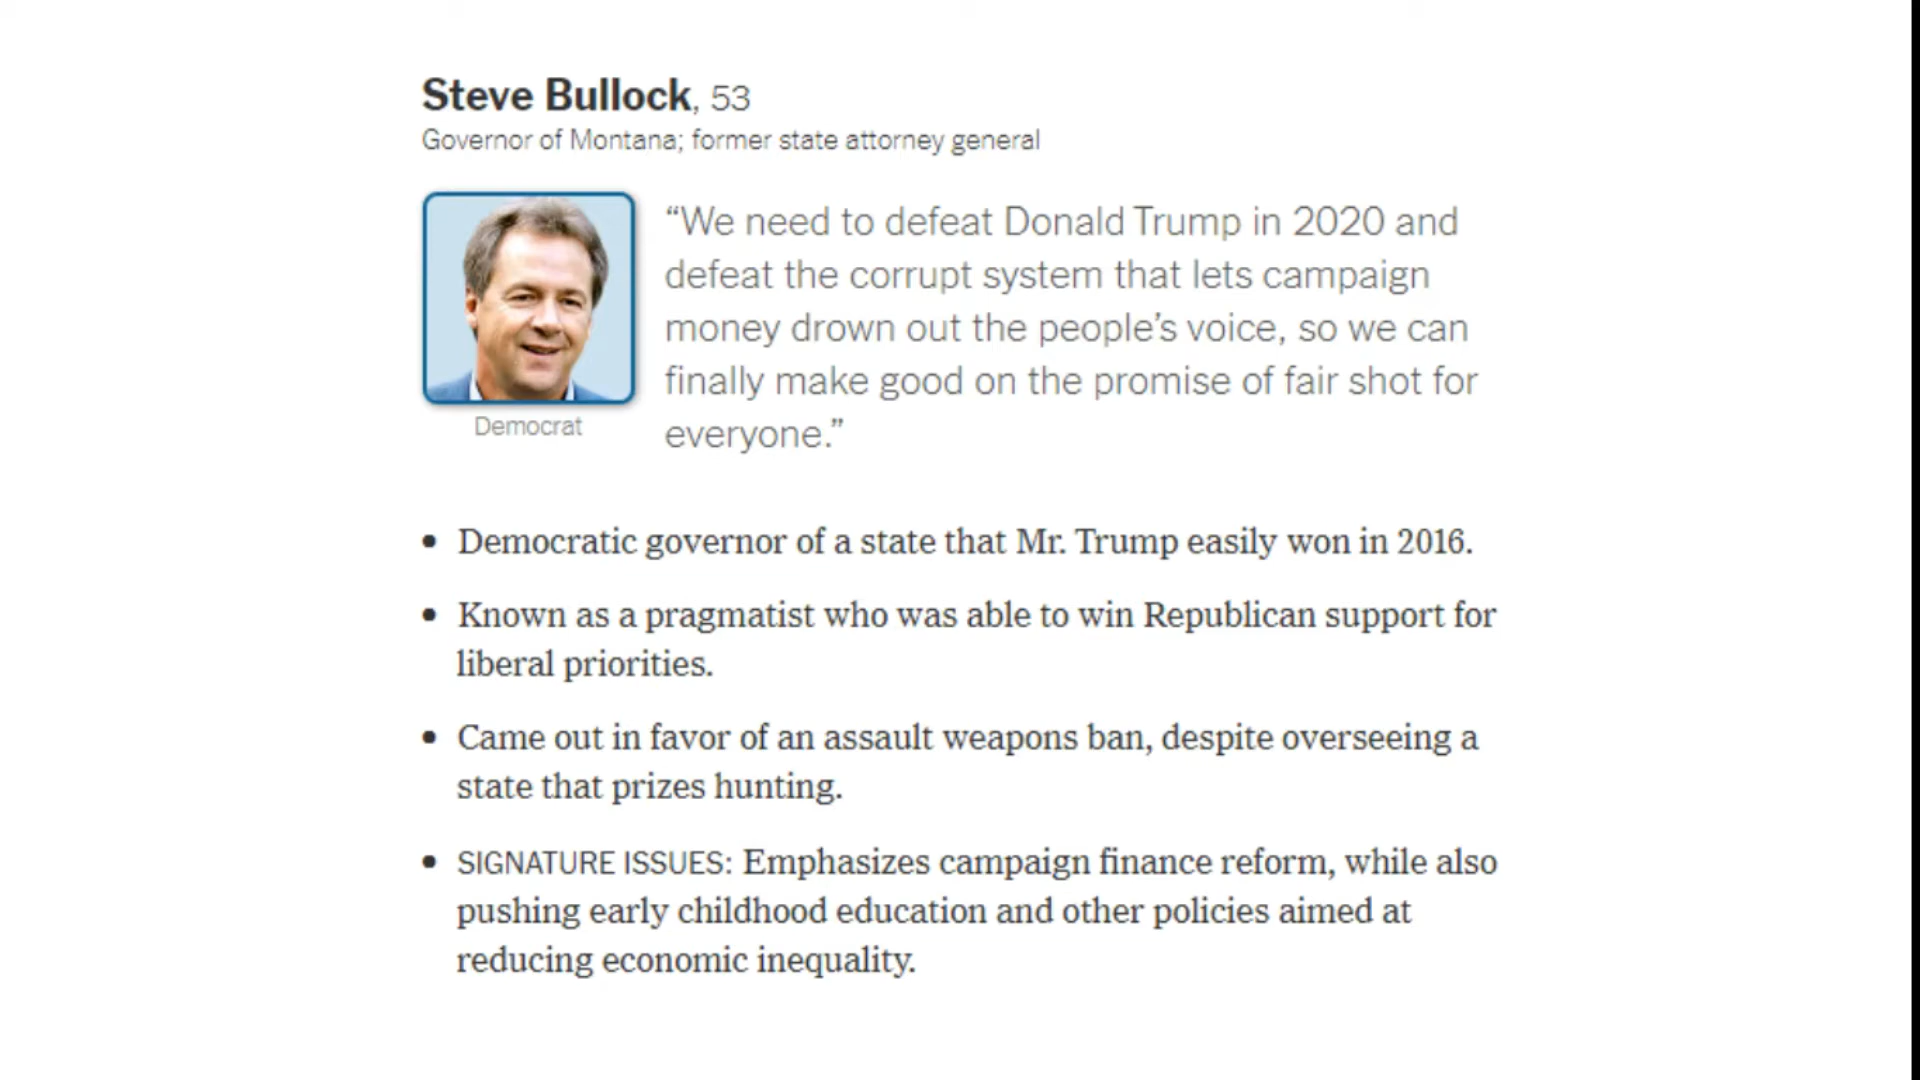 Steve Bullock, 53
Governor of Montana; former state attorney general
“We need to defeat Donald Trump in 2020 and
defeat the corrupt system that lets campaign
money drown out the people’s voice, so we can
finally make good on the promise of fair shot for
everyone.”
Democrat
• Democratic governor of a state that Mr. Trump easily won in 2016.
• Known as a pragmatist who was able to win Republican support for
liberal priorities.
• Came out in favor of an assault weapons ban, despite overseeing a
state that prizes hunting.
• SIGNATURE ISSUES: Emphasizes campaign finance reform, while also
pushing early childhood education and other policies aimed at
reducing economic inequality.